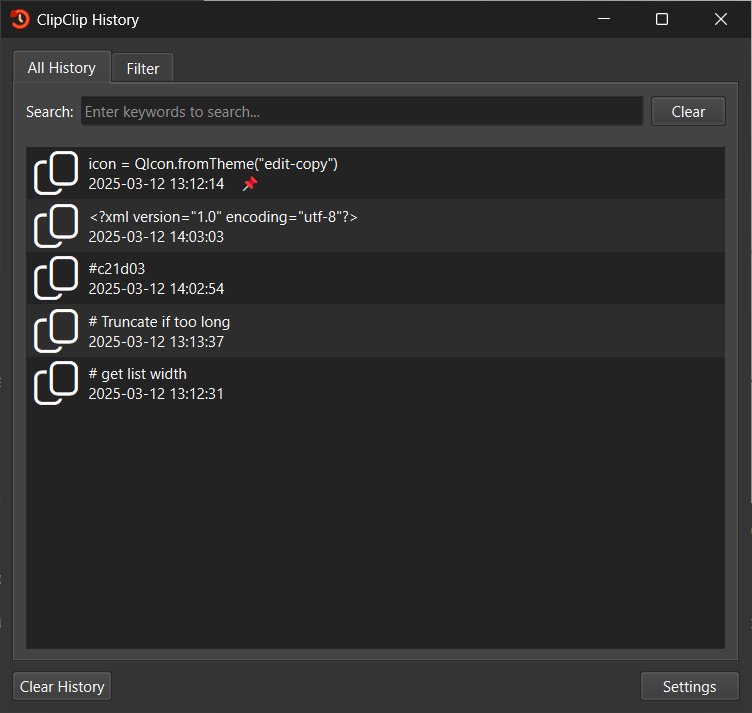 ClipClip History
All History
Filter
Search:
Enter keywords to search...
Clear
icon = QIcon.fromTheme("edit-copy")
2025-03-12 13:12:14
<?xml version="1.0" encoding="utf-8"?>
2025-03-12 14:03:03
#c21d03
2025-03-12 14:02:54
# Truncate if too long
2025-03-12 13:13:37
# get list width
2025-03-12 13:12:31
Clear History
Settings